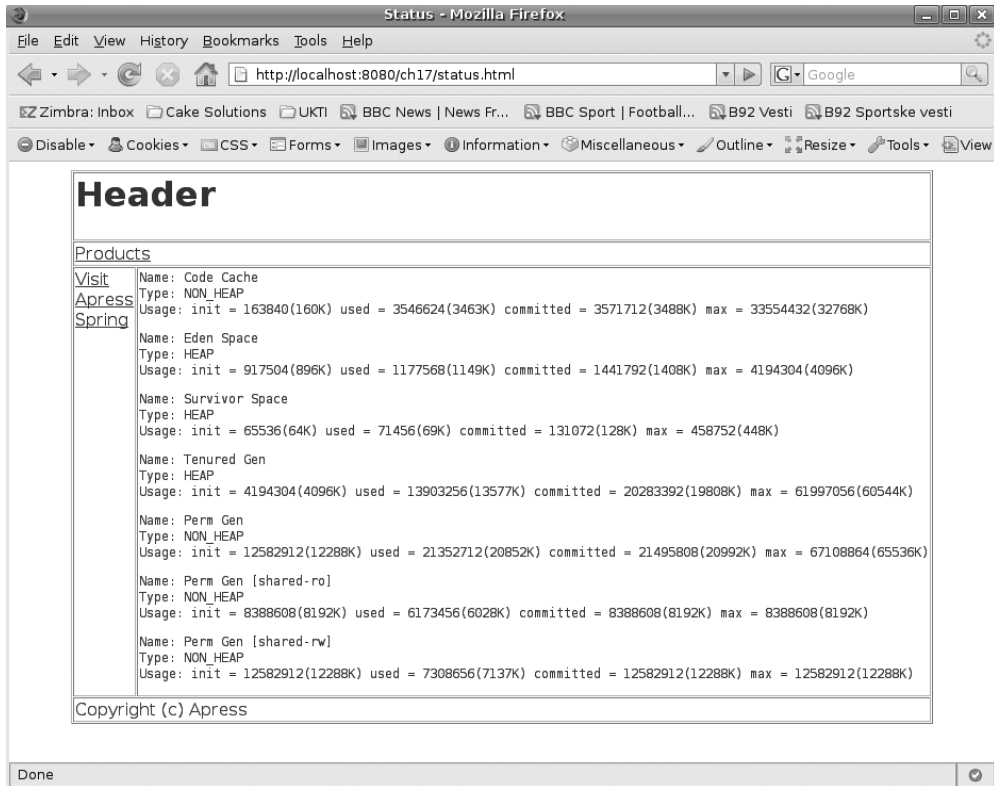 Status - Mozilla Firefox
File Edit View History Bookmarks Tools Help
http://localhost:8080/ch17/status.html
G Google
Zimbra: Inbox Cake Solutions UKTI BBC News | News Fr... BBC Sport | Football... B92 Vesti B92 Sportske vesti
Disable Cookies CSS Forms Images Information Miscellaneous Outline Resize Tools View
Header
Products
Visit
Apress
Spring
Name: Code Cache
Type: NON_HEAP
Usage: init = 163840(160K) used = 3546624(3463K) committed = 3571712(3488K) max = 33554432(32768K)
Name: Eden Space
Type: HEAP
Usage: init = 917504(896K) used = 1177568(1149K) committed = 1441792(1408K) max = 4194304(4096K)
Name: Survivor Space
Type: HEAP
Usage: init = 65536(64K) used = 71456(69K) committed = 131072(128K) max = 458752(448K)
Name: Tenured Gen
Type: HEAP
Usage: init = 4194304(4096K) used = 13903256(13577K) committed = 20283392(19808K) max = 61997056(60544K)
Name: Perm Gen
Type: NON_HEAP
Usage: init = 12582912(12288K) used = 21352712(20852K) committed = 21495808(20992K) max = 67108864(65536K)
Name: Perm Gen [shared-ro]
Type: NON_HEAP
Usage: init = 8388608(8192K) used = 6173456(6028K) committed = 8388608(8192K) max = 8388608(8192K)
Name: Perm Gen [shared-rw]
Type: NON_HEAP
Usage: init = 12582912(12288K) used = 7308656(7137K) committed = 12582912(12288K) max = 12582912(12288K)
Copyright (c) Apress
Done